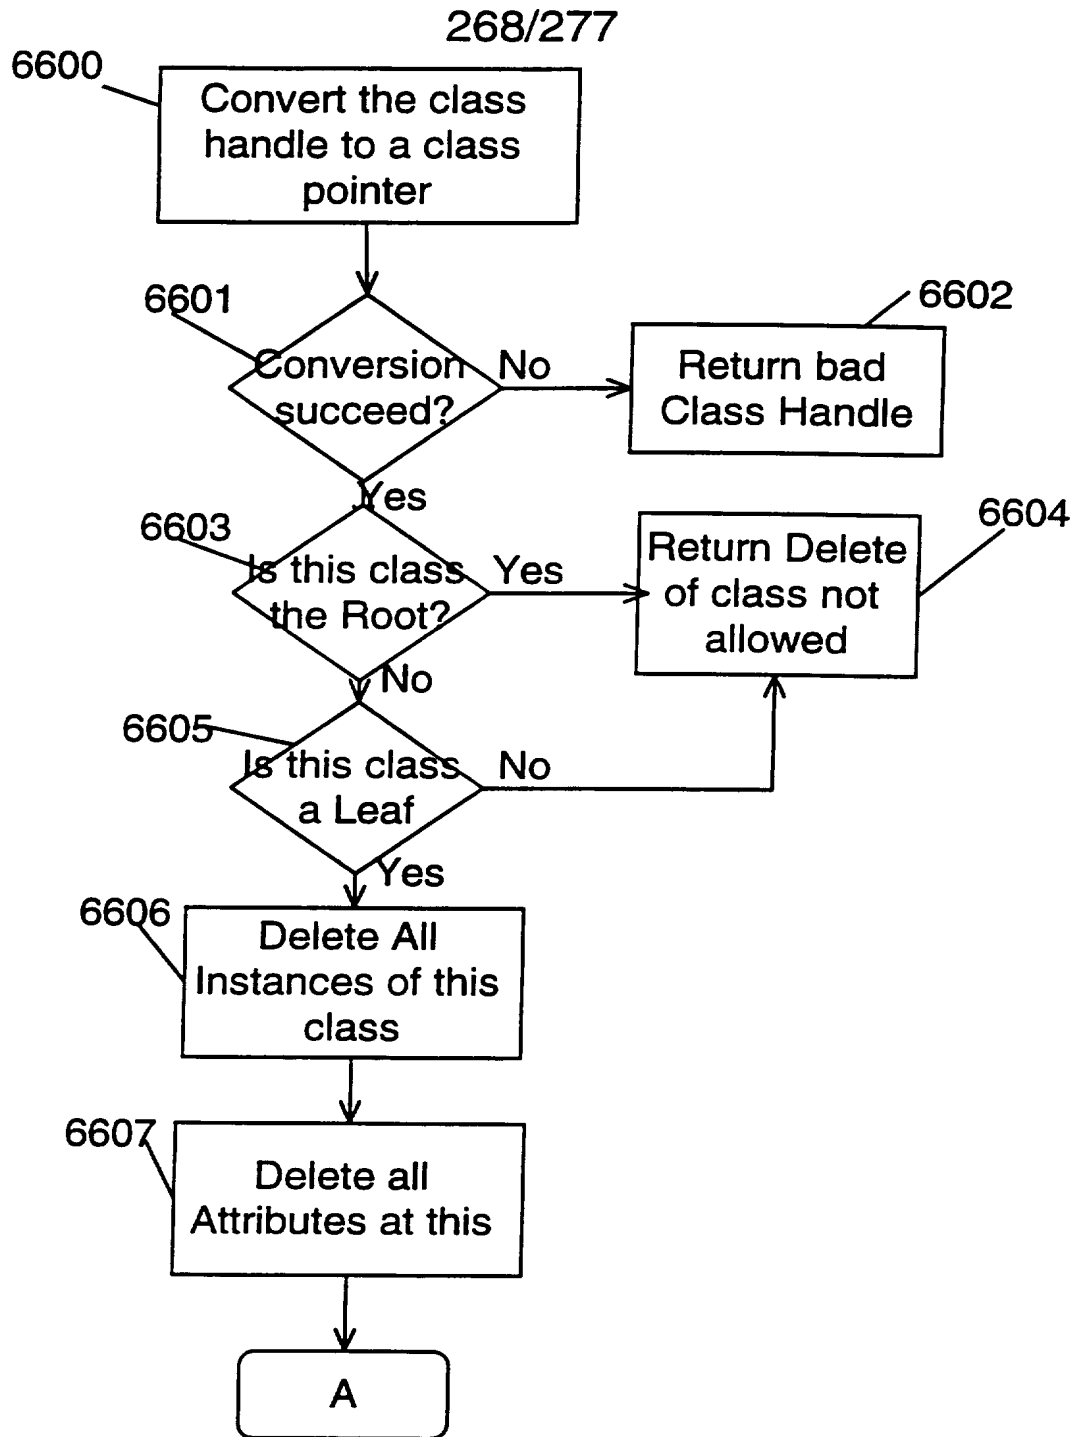 268/277
6600
Convert the class
handle to a class
pointer
6601
Conversion
succeed?
No
6602
Return bad
Class Handle
Yes
6603
Is this class
the Root?
Yes
6604
Return Delete
of class not
allowed
No
6605
Is this class
a Leaf
No
Yes
6606
Delete All
Instances of this
class
6607
Delete all
Attributes at this
A